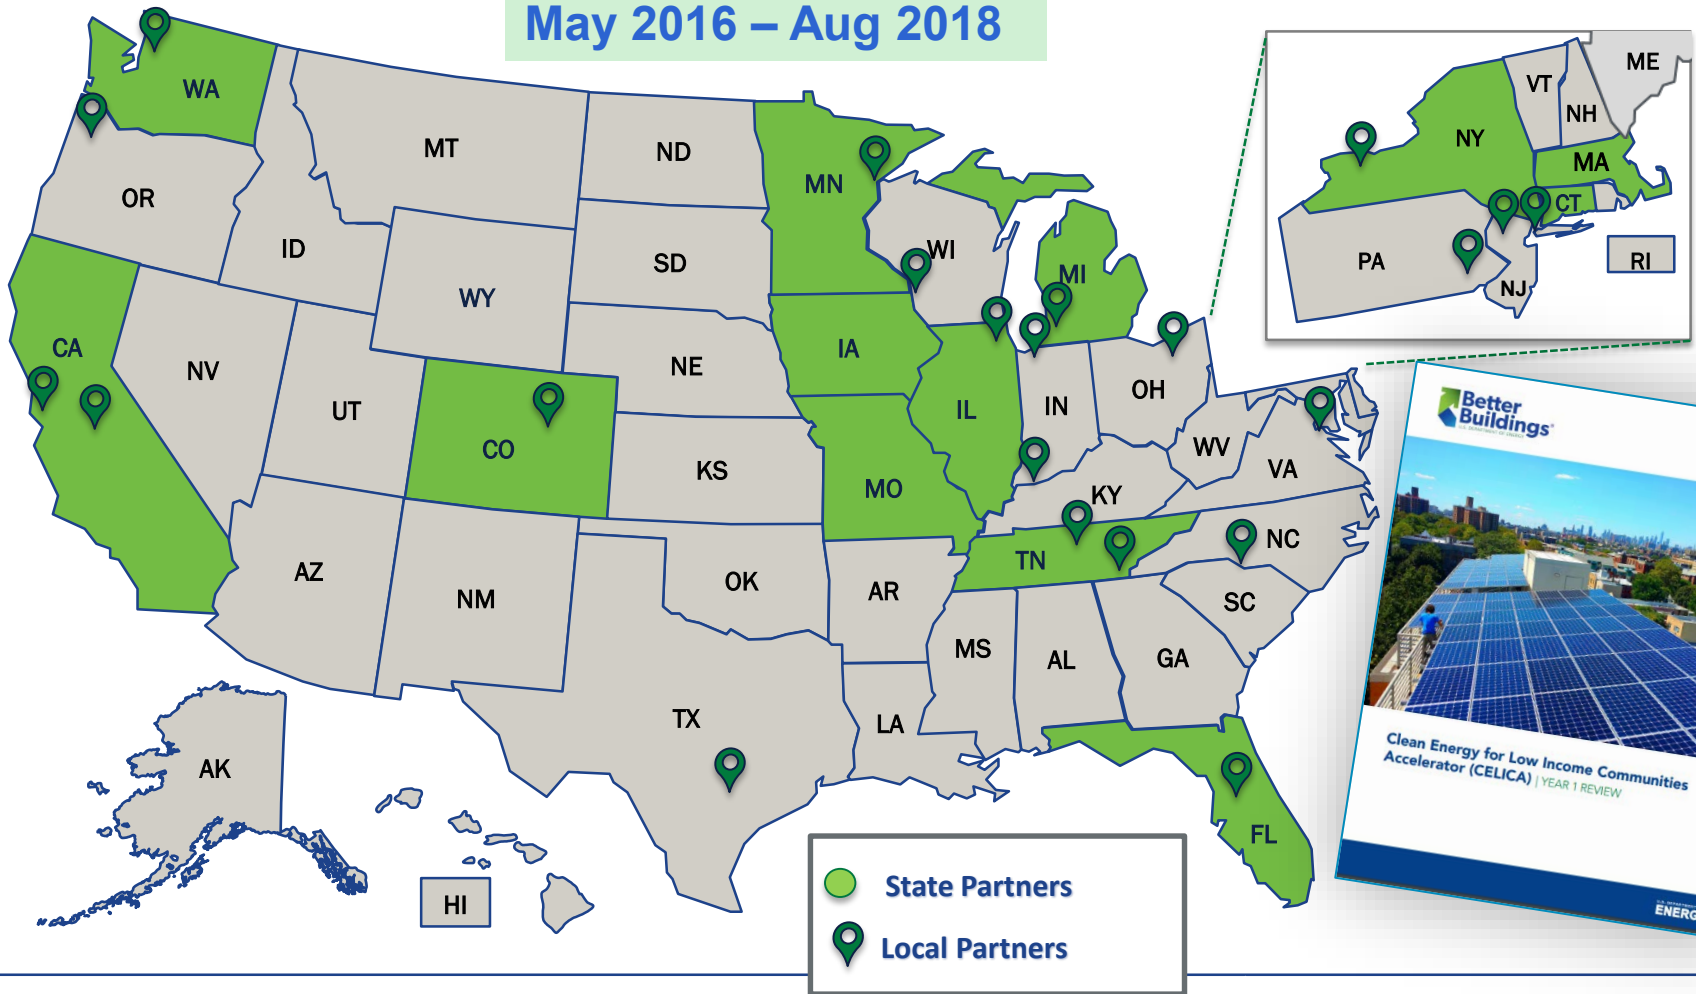 May 2016 – Aug 2018
WA
MT
ND
MN
OR
ID
SD
WI
MI
WY
CA
NV
UT
NE
IA
IL
IN
OH
CO
KS
MO
WV
VA
KY
AZ
NM
OK
AR
TN
NC
SC
MS
AL
GA
TX
LA
FL
AK
HI
ME
VT
NH
NY
MA
CT
PA
NJ
RI
State Partners
Local Partners
Better
Buildings®
U.S. DEPARTMENT OF ENERGY
Clean Energy for Low Income Communities
Accelerator (CELICA) | YEAR 1 REVIEW